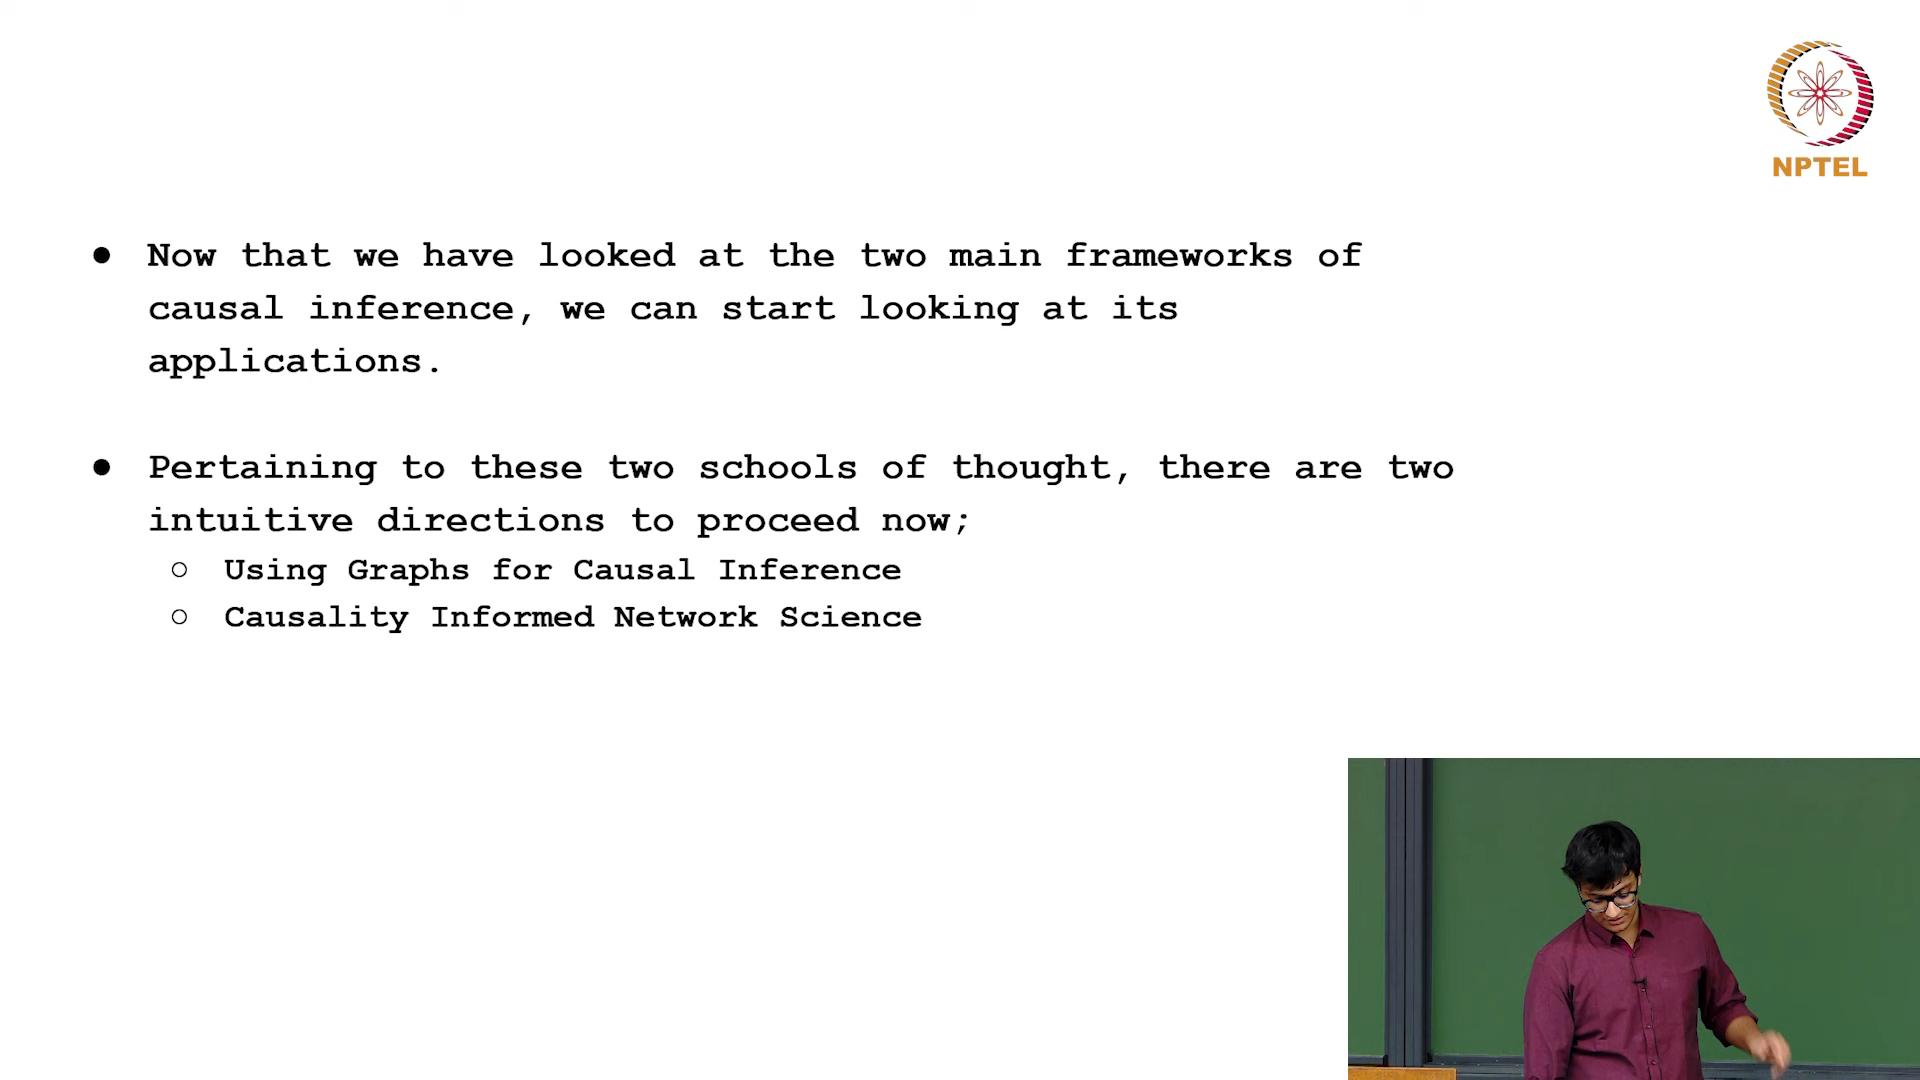 NPTEL
● Now that we have looked at the two main frameworks of
causal inference, we can start looking at its
applications.
● Pertaining to these two schools of thought, there are two
intuitive directions to proceed now;
○ Using Graphs for Causal Inference
○ Causality Informed Network Science